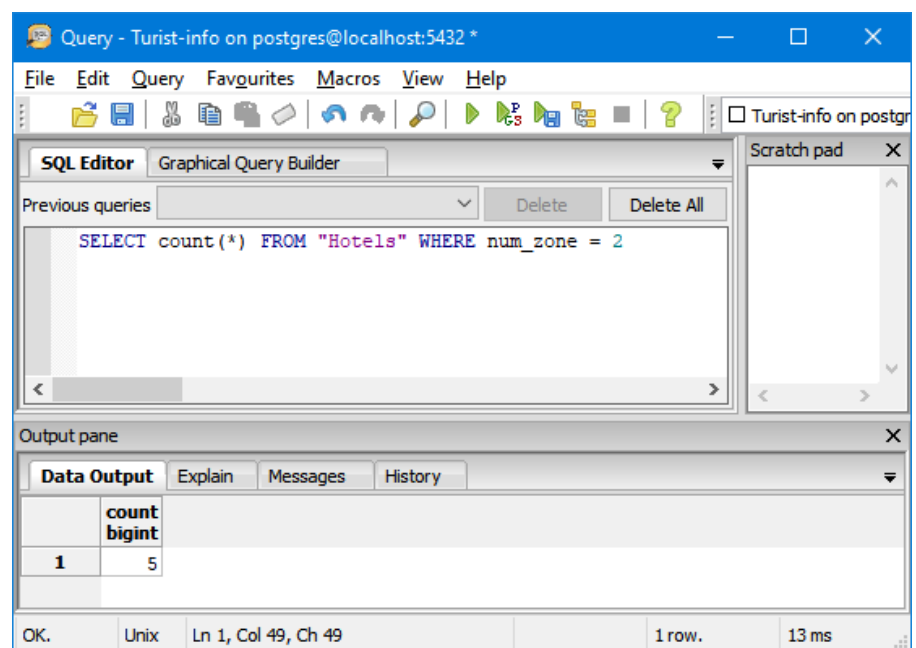 Query - Turist-info on postgres@localhost:5432 *
File Edit Query Favourites Macros View Help
Turist-info on postgr
SQL Editor Graphical Query Builder
Scratch pad
Previous queries Delete Delete All
SELECT count(*) FROM "Hotels" WHERE num_zone = 2
Output pane
Data Output Explain Messages History
count
bigint
1 5
OK. Unix Ln 1, Col 49, Ch 49 1 row. 13 ms